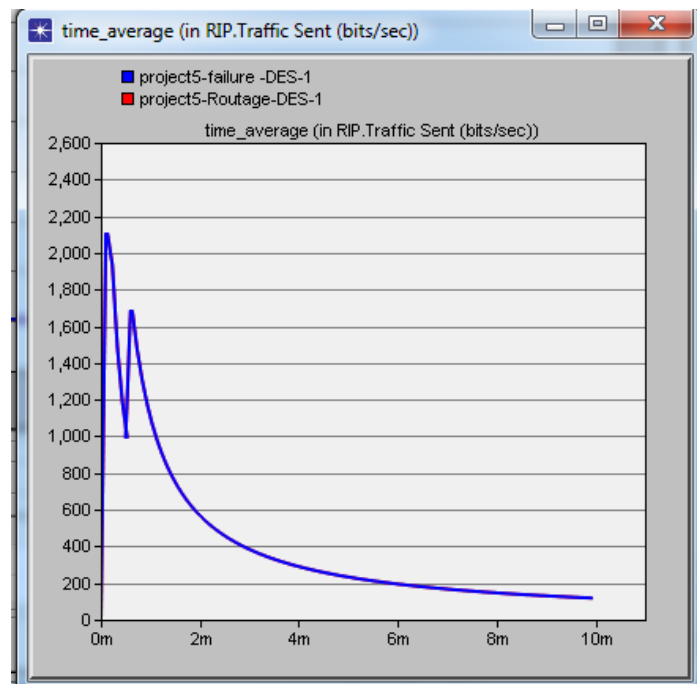 time_average (in RIP.Traffic Sent (bits/sec))
project5-failure -DES-1
project5-Routage-DES-1
time_average (in RIP.Traffic Sent (bits/sec))
2,600
2,400
2,200
2,000
1,800
1,600
1,400
1,200
1,000
800
600
400
200
0
0m 2m 4m 6m 8m 10m